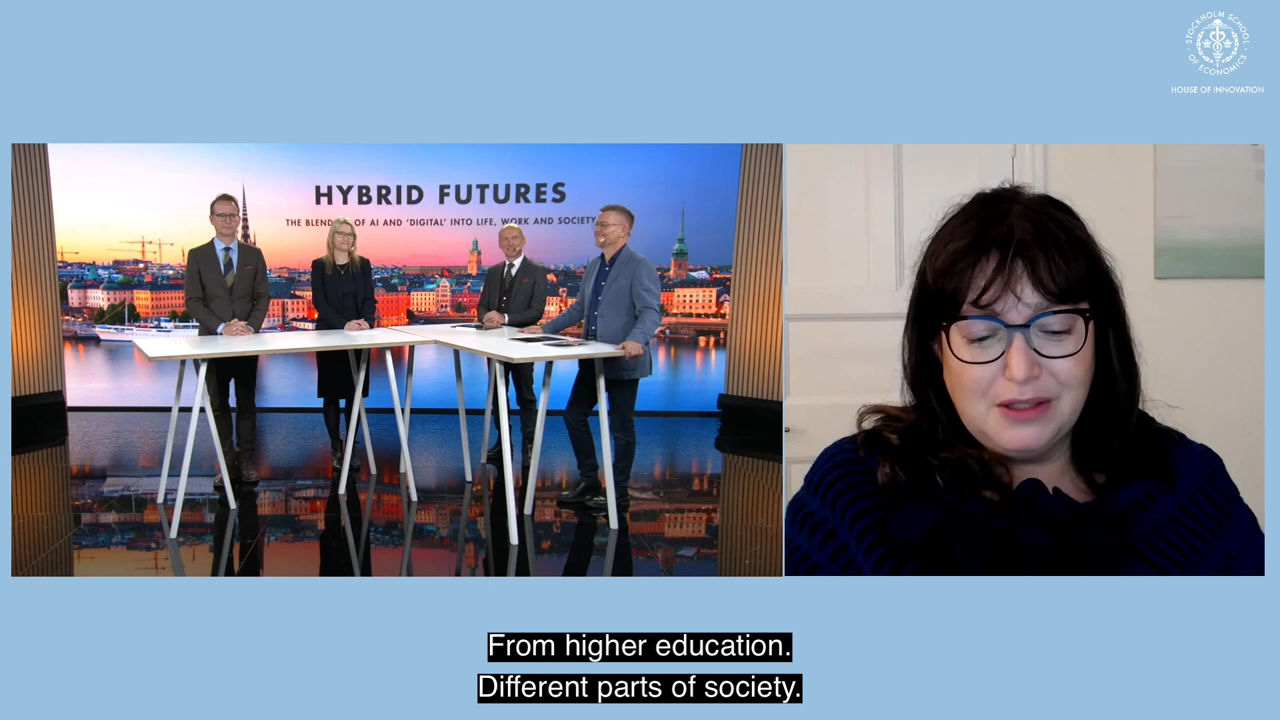 STOCKHOLM SCHOOL
OF ECONOMICS
HOUSE OF INNOVATION
HYBRID FUTURES
THE BLENDING OF AI AND 'DIGITAL' INTO LIFE, WORK AND SOCIETY
From higher education.
Different parts of society.